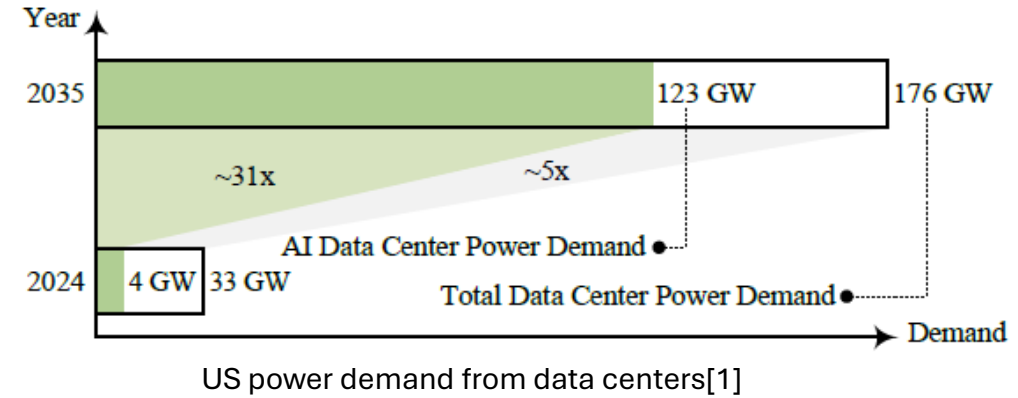 Year
2035
123 GW
176 GW
~31x
~5x
AI Data Center Power Demand
2024
4 GW
33 GW
Total Data Center Power Demand
Demand
US power demand from data centers[1]